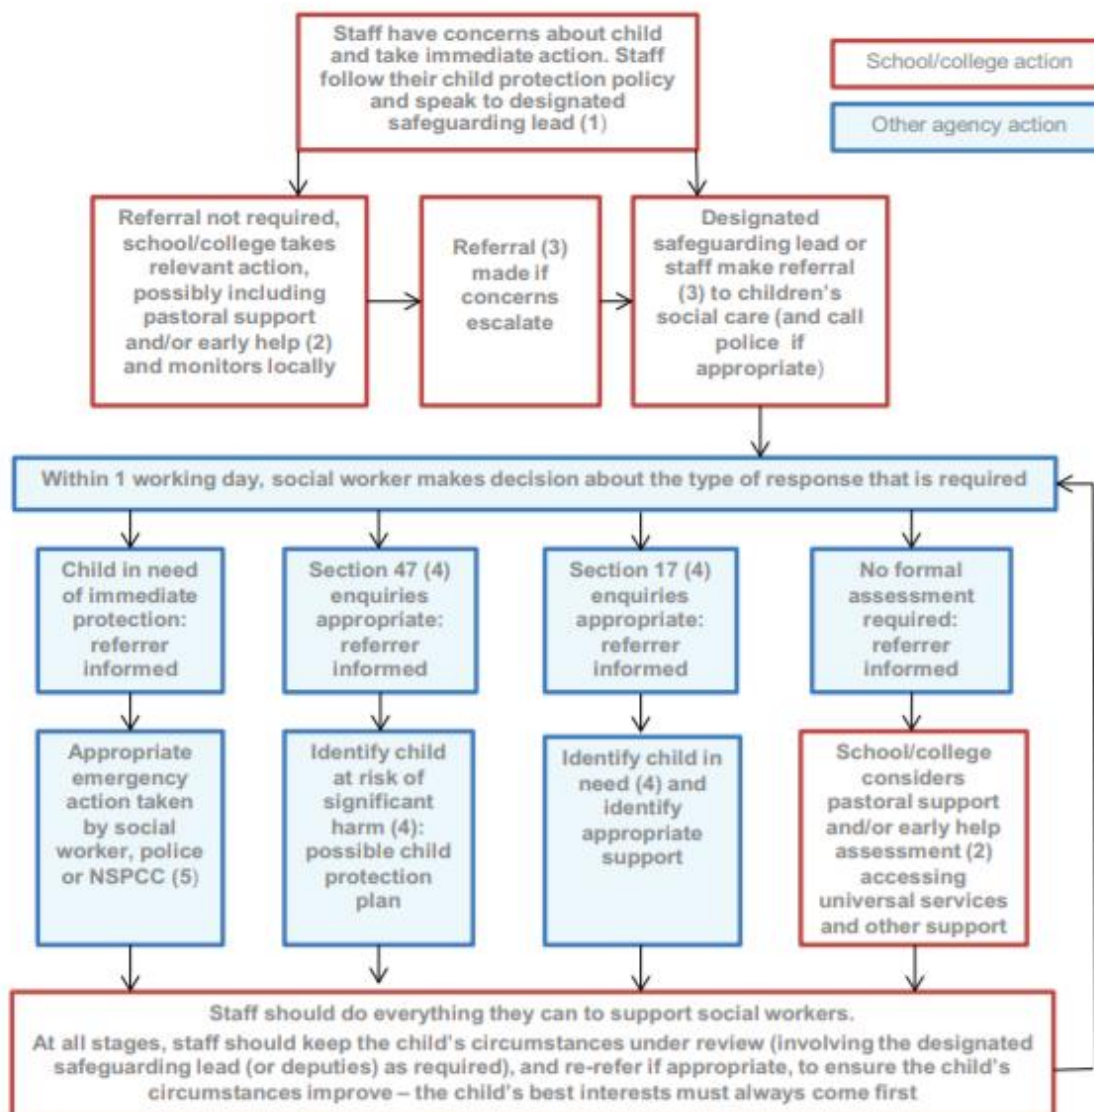 Staff have concerns about child
and take immediate action. Staff
follow their child protection policy
and speak to designated
safeguarding lead (1)
School/college action
Other agency action
Referral not required,
school/college takes
relevant action,
possibly including
pastoral support
and/or early help (2)
and monitors locally
Referral (3)
made if
concerns
escalate
Designated
safeguarding lead or
staff make referral
(3) to children's
social care (and call
police if
appropriate)
Within 1 working day, social worker makes decision about the type of response that is required
Child in need
of immediate
protection:
referrer
informed
Section 47 (4)
enquiries
appropriate:
referrer
informed
Section 17 (4)
enquiries
appropriate:
referrer
informed
No formal
assessment
required:
referrer
informed
Appropriate
emergency
action taken
by social
worker, police
or NSPCC (5)
Identify child
at risk of
significant
harm (4):
possible child
protection
plan
Identify child in
need (4) and
identify
appropriate
support
School/college
considers
pastoral support
and/or early help
assessment (2)
accessing
universal services
and other support
Staff should do everything they can to support social workers.
At all stages, staff should keep the child's circumstances under review (involving the designated
safeguarding lead (or deputies) as required), and re-refer if appropriate, to ensure the child's
circumstances improve – the child's best interests must always come first